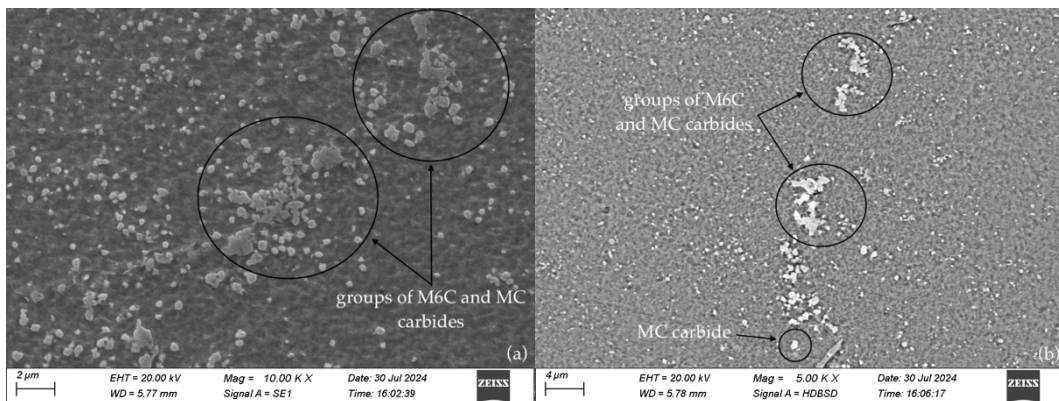 groups of M6C and MC
carbides
(a)
2 µm
EHT = 20.00 kV
WD = 5.77 mm
Mag = 10.00 K X
Signal A = SE1
Date: 30 Jul 2024
Time: 16:02:39
ZEISS
groups of M6C
and MC carbides
MC carbide
(b)
4 µm
EHT = 20.00 kV
WD = 5.78 mm
Mag = 5.00 K X
Signal A = HDBSD
Date: 30 Jul 2024
Time: 16:06:17
ZEISS